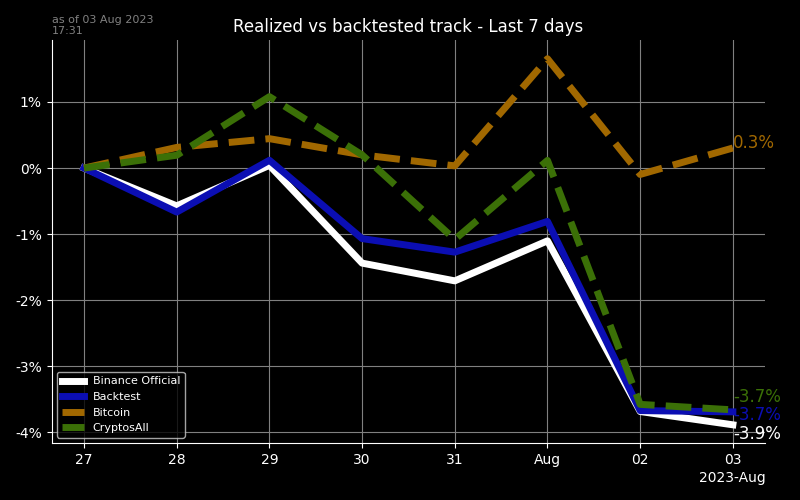 as of 03 Aug 2023
17:31
Realized vs backtested track - Last 7 days
1%
0%
-1%
-2%
-3%
-4%
0.3%
-3.7%
-3.7%
-3.9%
Binance Official
Backtest
Bitcoin
CryptosAll
27 28 29 30 31 Aug 02 03
2023-Aug